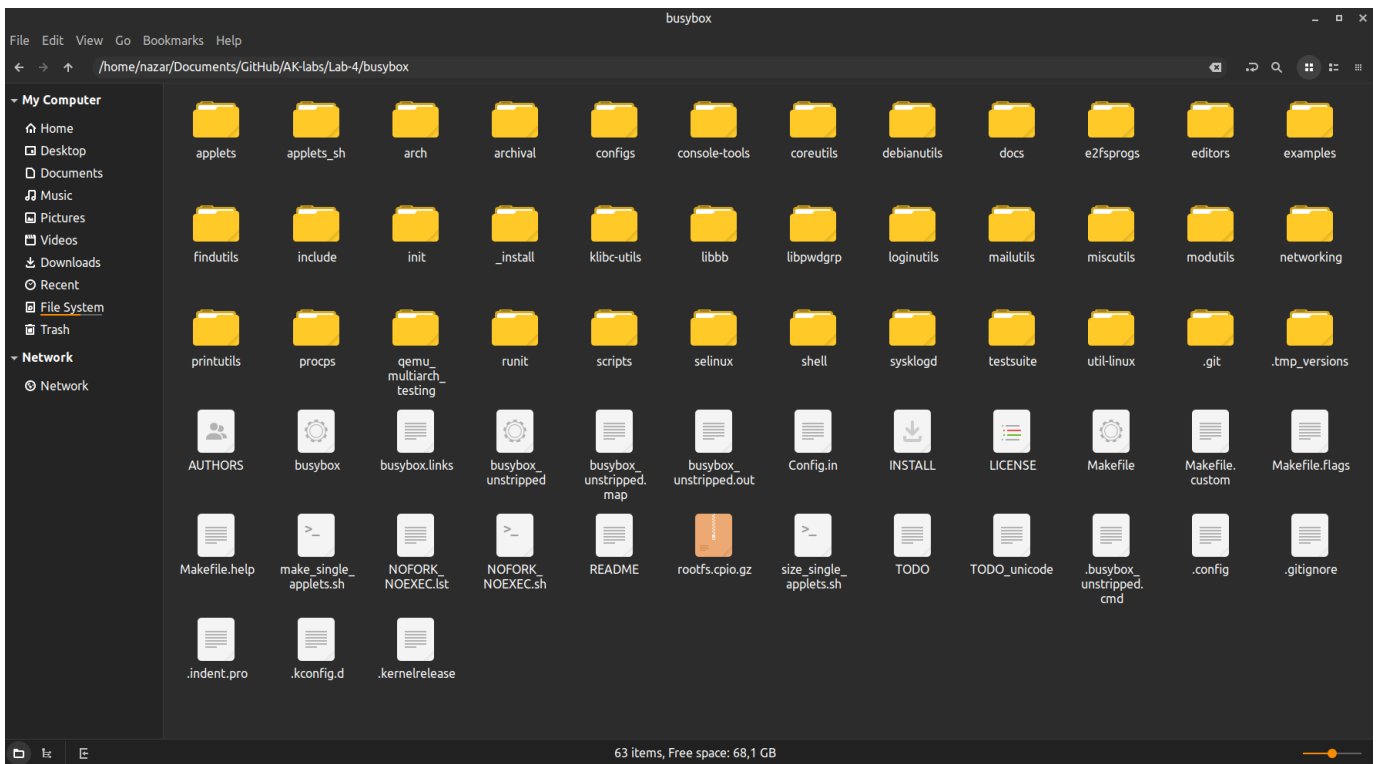 busybox
File Edit View Go Bookmarks Help
/home/nazar/Documents/GitHub/AK-labs/Lab-4/busybox
My Computer
Home
Desktop
Documents
Music
Pictures
Videos
Downloads
Recent
File System
Trash
Network
Network
applets applets_sh arch archival configs console-tools coreutils debianutils docs e2fsprogs editors examples
findutils include init _install klibc-utils libbb libpwdgrp loginutils mailutils miscutils modutils networking
printutils procps qemu_ runit scripts selinux shell sysklogd testsuite util-linux .git .tmp_versions
multiarch_
testing
AUTHORS busybox busybox.links busybox_ busybox_ busybox_ Config.in INSTALL LICENSE Makefile Makefile. Makefile.flags
unstripped unstripped. unstripped.out custom
map
Makefile.help make_single_ NOFORK_ NOFORK_ README rootfs.cpio.gz size_single_ TODO TODO_unicode .busybox_ .config .gitignore
applets.sh NOEXEC.lst NOEXEC.sh applets.sh unstripped.
cmd
.indent.pro .kconfig.d .kernelrelease
63 items, Free space: 68,1 GB